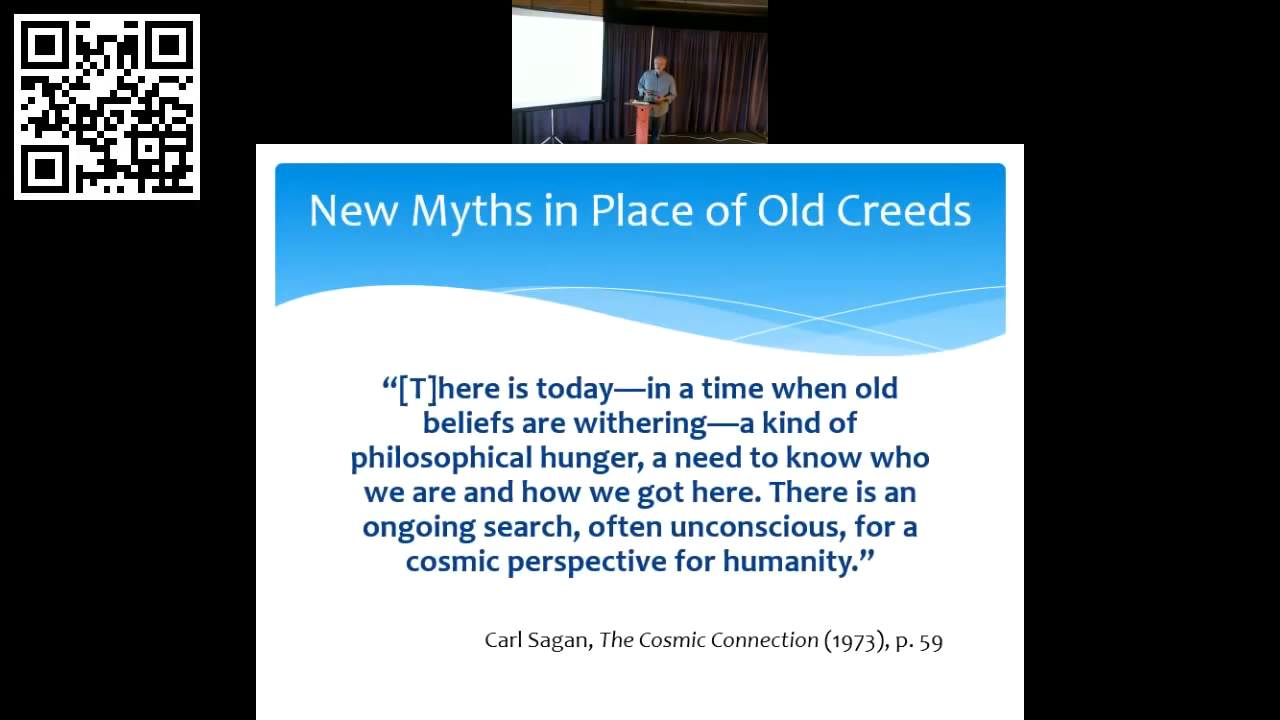 New Myths in Place of Old Creeds
“[T]here is today—in a time when old
beliefs are withering—a kind of
philosophical hunger, a need to know who
we are and how we got here. There is an
ongoing search, often unconscious, for a
cosmic perspective for humanity.”
Carl Sagan, The Cosmic Connection (1973), p. 59